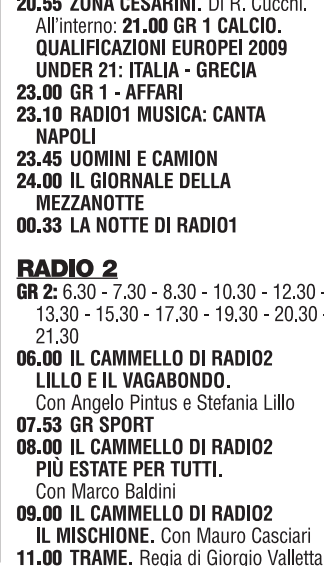 20.55 ZONA CESARINI. Di R. Cucchi.
All'interno: 21.00 GR 1 CALCIO.
QUALIFICAZIONI EUROPEI 2009
UNDER 21: ITALIA - GRECIA
23.00 GR 1 - AFFARI
23.10 RADIO1 MUSICA: CANTA
NAPOLI
23.45 UOMINI E CAMION
24.00 IL GIORNALE DELLA
MEZZANOTTE
00.33 LA NOTTE DI RADIO1
RADIO 2
GR 2: 6.30 - 7.30 - 8.30 - 10.30 - 12.30 -
13.30 - 15.30 - 17.30 - 19.30 - 20.30 -
21.30
06.00 IL CAMMELLO DI RADIO2
LILLO E IL VAGABONDO.
Con Angelo Pintus e Stefania Lillo
07.53 GR SPORT
08.00 IL CAMMELLO DI RADIO2
PIÙ ESTATE PER TUTTI.
Con Marco Baldini
09.00 IL CAMMELLO DI RADIO2
IL MISCHIONE. Con Mauro Casciari
11.00 TRAME. Regia di Giorgio Valletta